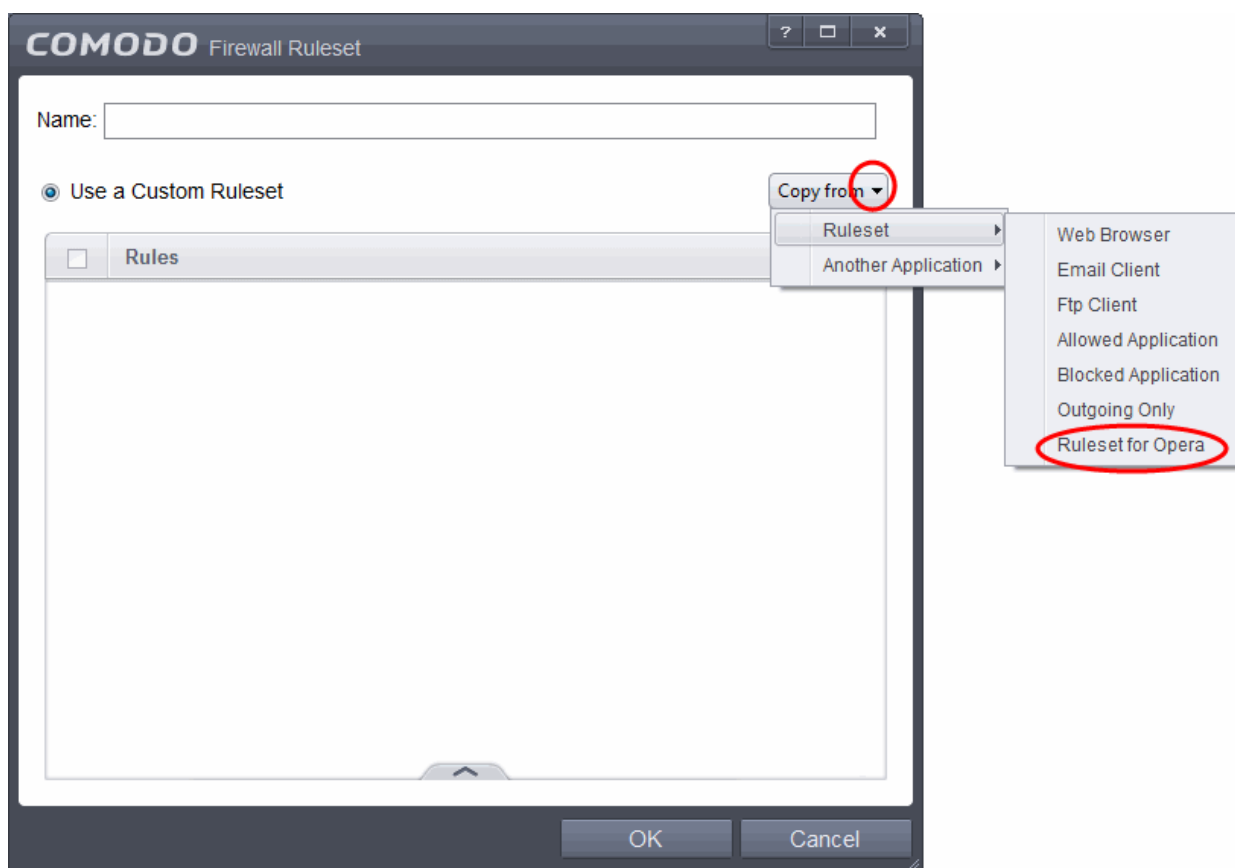 COMODO Firewall Ruleset
?
x
Name:
Use a Custom Ruleset
Copy from
Ruleset
Another Application
Rules
Web Browser
Email Client
Ftp Client
Allowed Application
Blocked Application
Outgoing Only
Ruleset for Opera
OK
Cancel